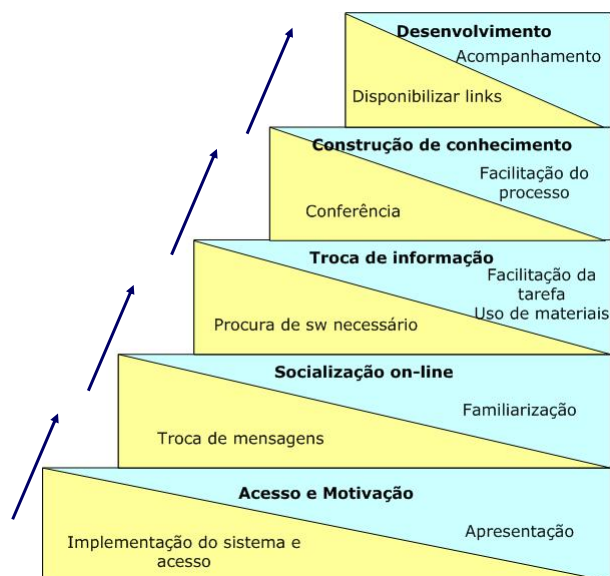 Desenvolvimento
Acompanhamento
Disponibilizar links
Construção de conhecimento
Facilitação do
processo
Conferência
Troca de informação
Facilitação da
tarefa
Uso de materiais
Procura de sw necessário
Socialização on-line
Familiarização
Troca de mensagens
Acesso e Motivação
Apresentação
Implementação do sistema e
acesso